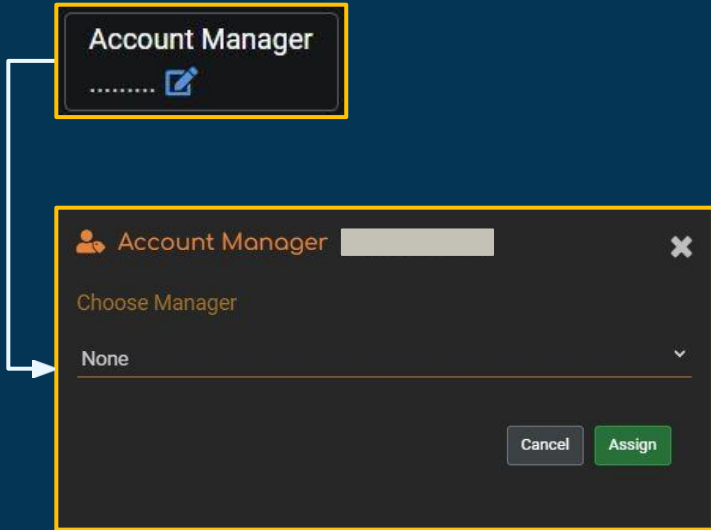 Account Manager
.........
Account Manager
Choose Manager
None
Cancel Assign